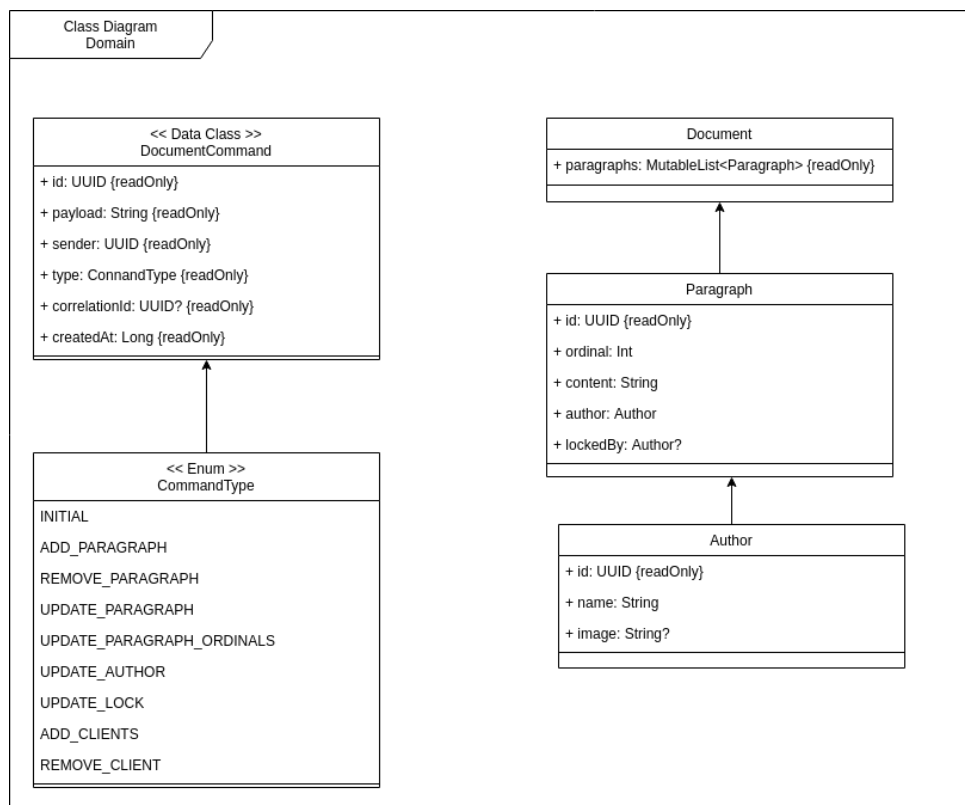 Class Diagram
Domain
<< Data Class >>
DocumentCommand
+ id: UUID {readOnly}
+ payload: String {readOnly}
+ sender: UUID {readOnly}
+ type: ConnandType {readOnly}
+ correlationId: UUID? {readOnly}
+ createdAt: Long {readOnly}
<< Enum >>
CommandType
INITIAL
ADD_PARAGRAPH
REMOVE_PARAGRAPH
UPDATE_PARAGRAPH
UPDATE_PARAGRAPH_ORDINALS
UPDATE_AUTHOR
UPDATE_LOCK
ADD_CLIENTS
REMOVE_CLIENT
Document
+ paragraphs: MutableList<Paragraph> {readOnly}
Paragraph
+ id: UUID {readOnly}
+ ordinal: Int
+ content: String
+ author: Author
+ lockedBy: Author?
Author
+ id: UUID {readOnly}
+ name: String
+ image: String?